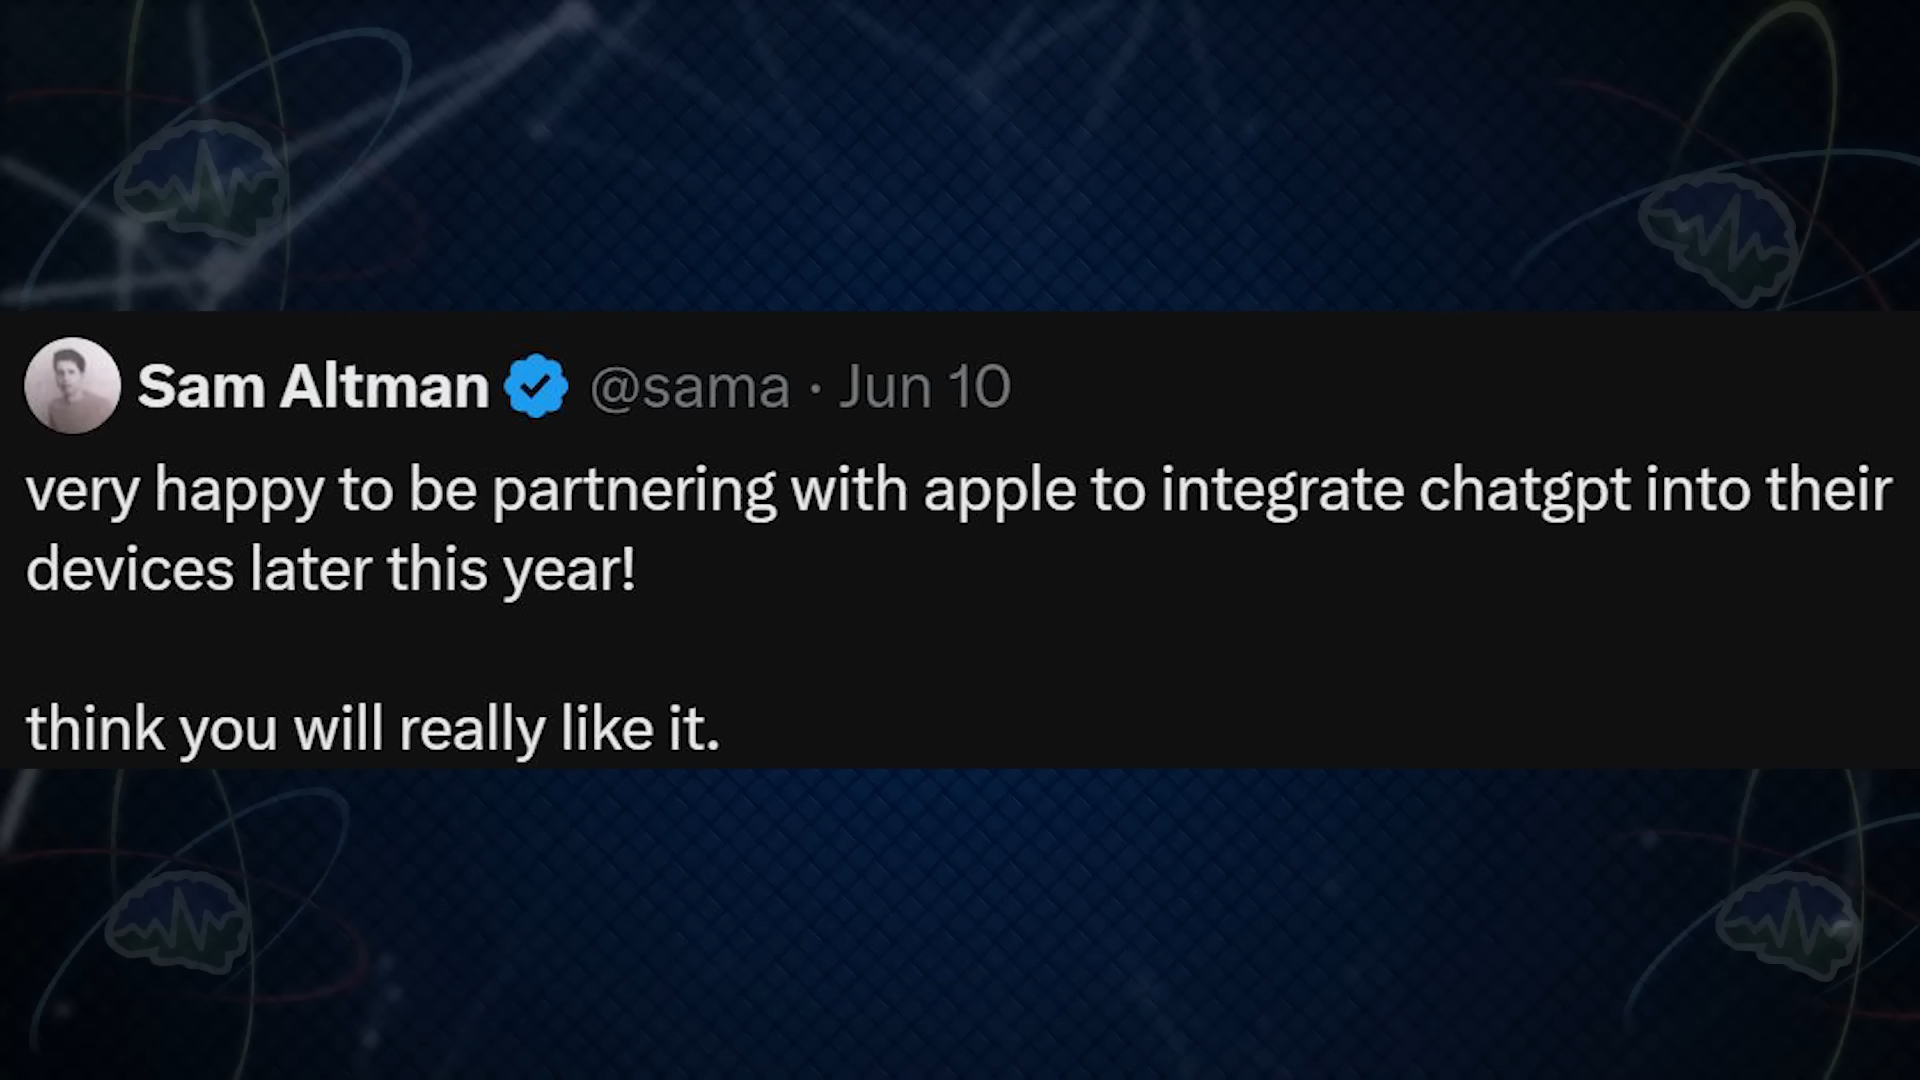 Sam Altman @sama · Jun 10
very happy to be partnering with apple to integrate chatgpt into their
devices later this year!
think you will really like it.